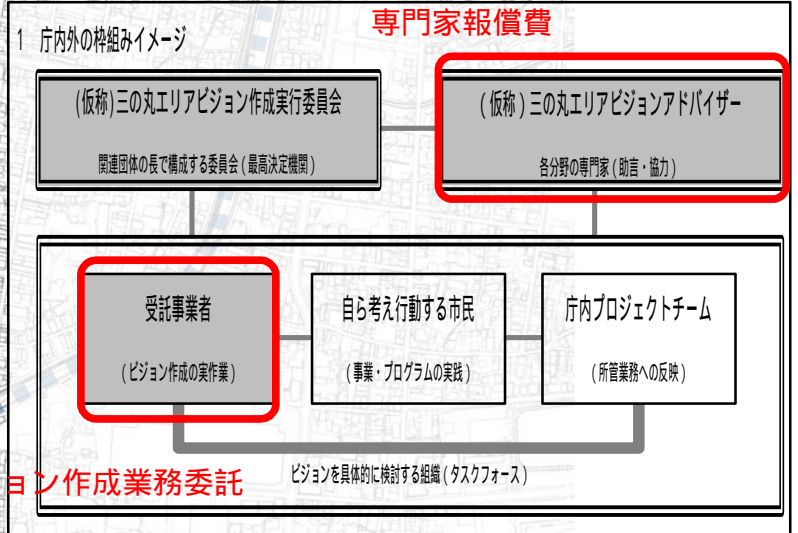 専門家報償費
1 庁内外の枠組みイメージ
(仮称)三の丸エリアビジョン作成実行委員会
関連団体の長で構成する委員会(最高決定機関)
(仮称)三の丸エリアビジョンアドバイザー
各分野の専門家(助言・協力)
受託事業者
(ビジョン作成の実作業)
自ら考え行動する市民
(事業・プログラムの実践)
庁内プロジェクトチーム
(所管業務への反映)
ョン作成業務委託
ビジョンを具体的に検討する組織(タスクフォース)